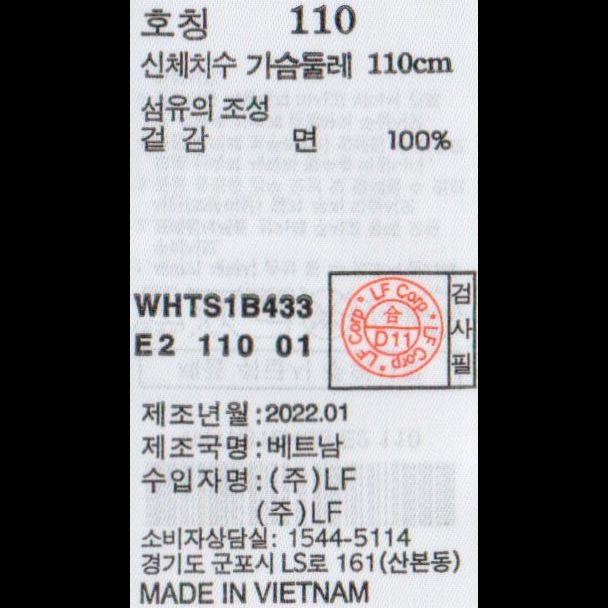 호칭 110
신체치수 가슴둘레 110cm
섬유의 조성
겉 감 면 100%
WHTS1B433
E2 110 01
LF Corp · LF Corp · LF Corp ·
합
D11
검사필
제조년월:2022.01
제조국명:베트남
수입자명:(주)LF
(주)LF
소비자상담실: 1544-5114
경기도 군포시 LS로 161(산본동)
MADE IN VIETNAM